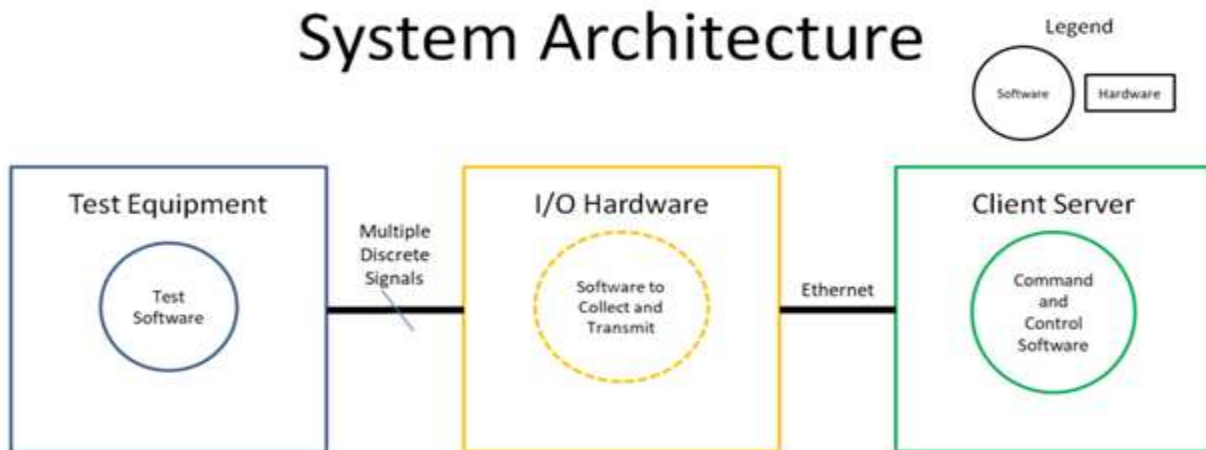 System Architecture
Legend
Software
Hardware
Test Equipment
Test
Software
Multiple
Discrete
Signals
I/O Hardware
Software to
Collect and
Transmit
Ethernet
Client Server
Command
and
Control
Software